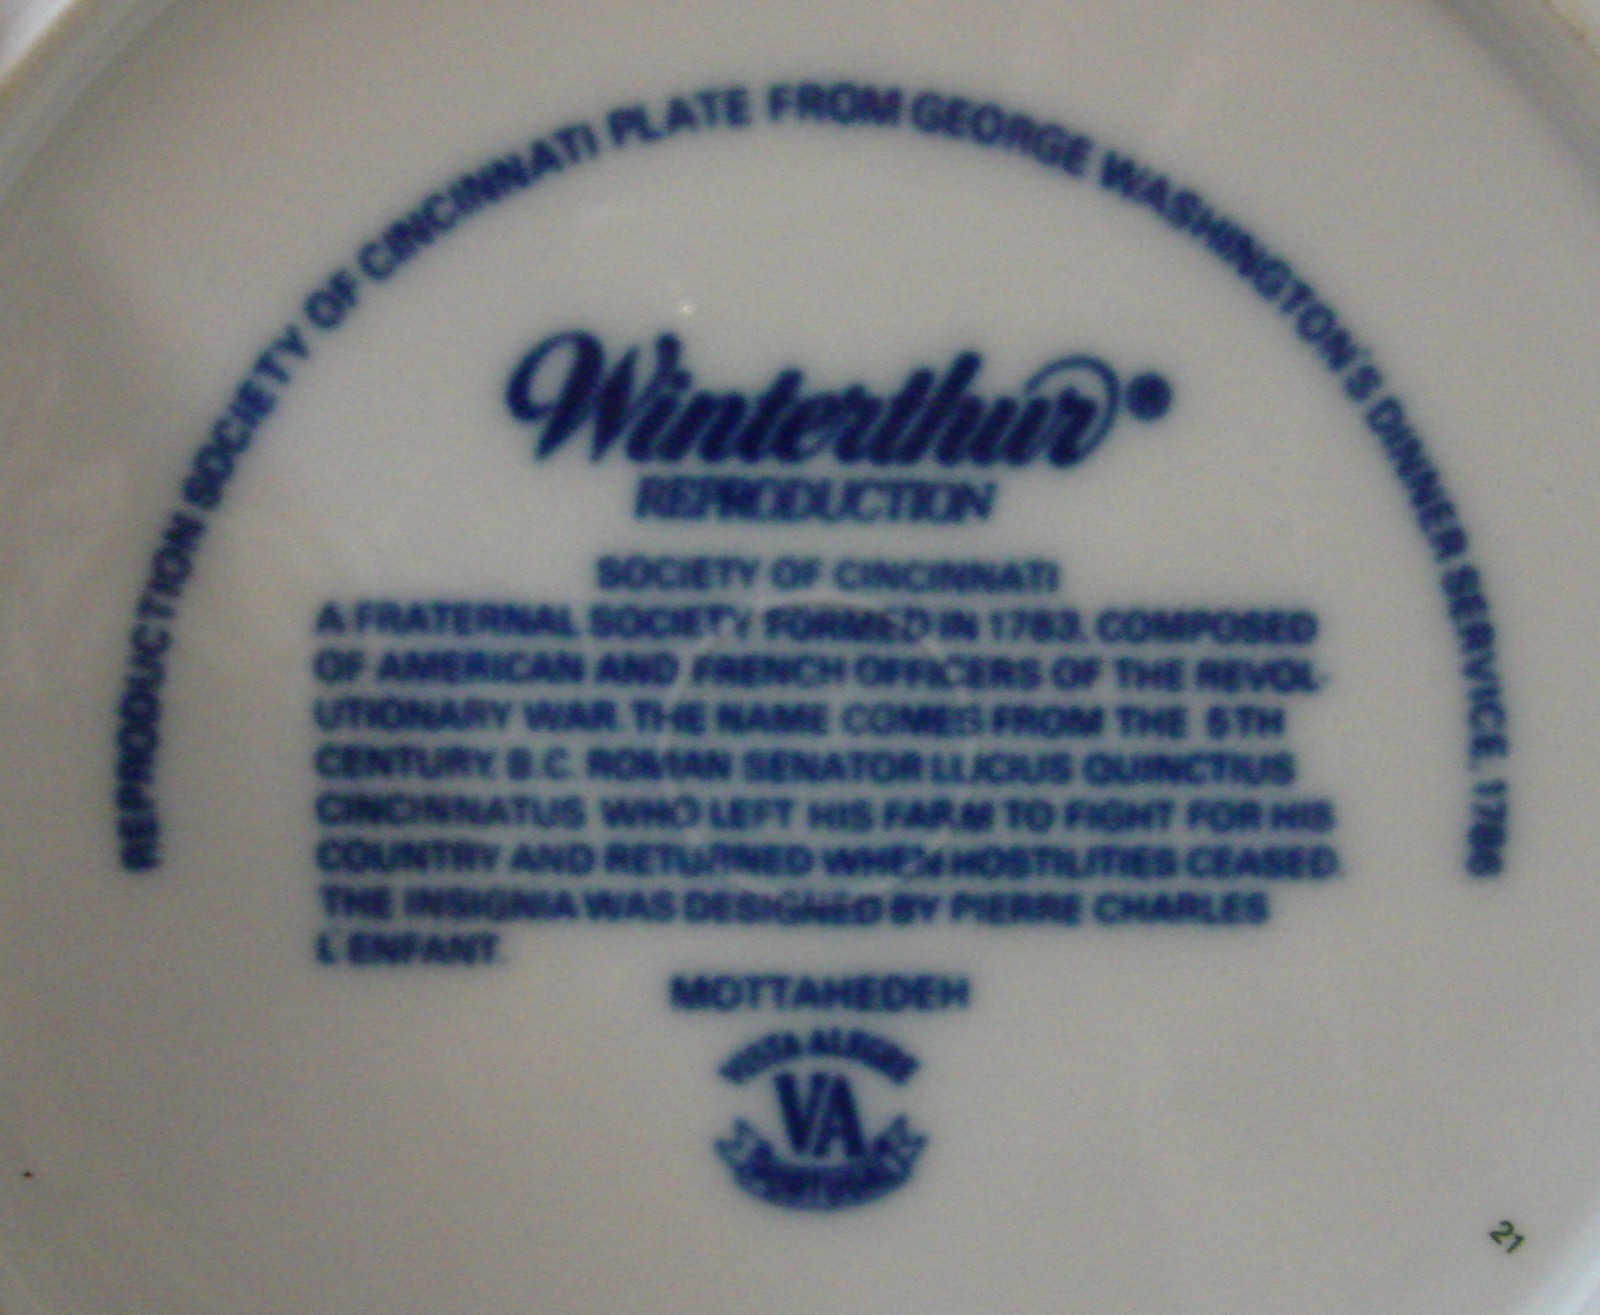 REPRODUCTION SOCIETY OF CINCINNATI PLATE FROM GEORGE WASHINGTON'S DINNER SERVICE, 1786
Winterthur
REPRODUCTION
SOCIETY OF CINCINNATI
A FRATERNAL SOCIETY FORMED IN 1783, COMPOSED
OF AMERICAN AND FRENCH OFFICERS OF THE REVOL-
UTIONARY WAR. THE NAME COMES FROM THE 5TH
CENTURY, B.C. ROMAN SENATOR LUCIUS QUINCTIUS
CINCINNATUS WHO LEFT HIS FARM TO FIGHT FOR HIS
COUNTRY AND RETURNED WHEN HOSTILITIES CEASED.
THE INSIGNIA WAS DESIGNED BY PIERRE CHARLES
L'ENFANT.
MOTTAHEDEH
VISTA ALEGRE
VA
PORTUGAL
21